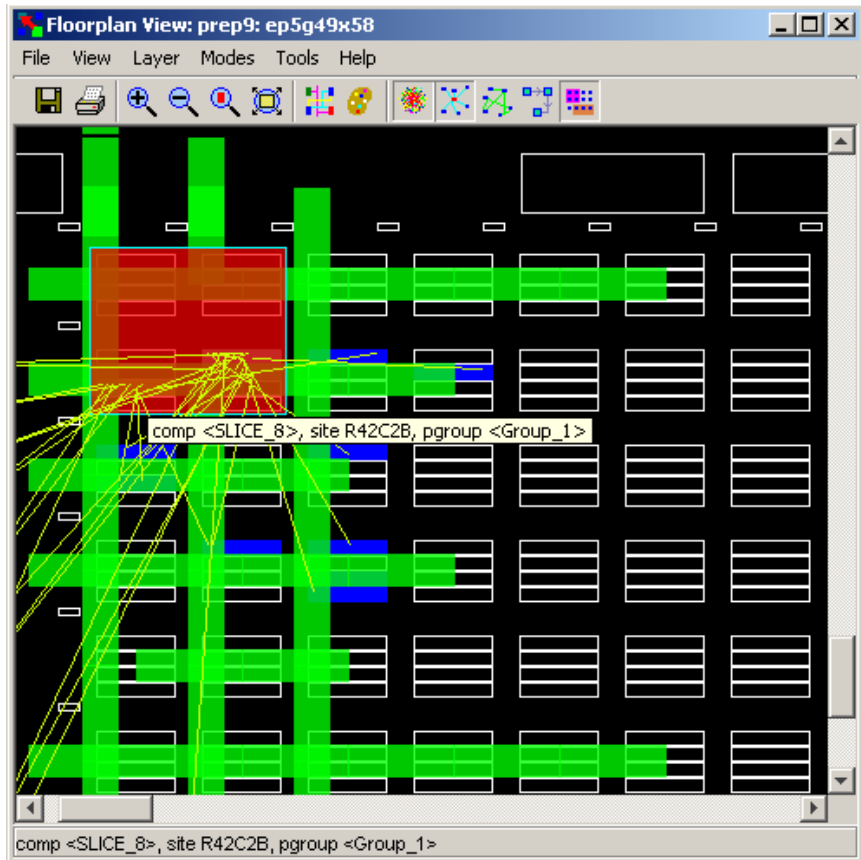 Floorplan View: prep9: ep5g49x58
File View Layer Modes Tools Help
comp <SLICE_8>, site R42C2B, pgroup <Group_1>
comp <SLICE_8>, site R42C2B, pgroup <Group_1>